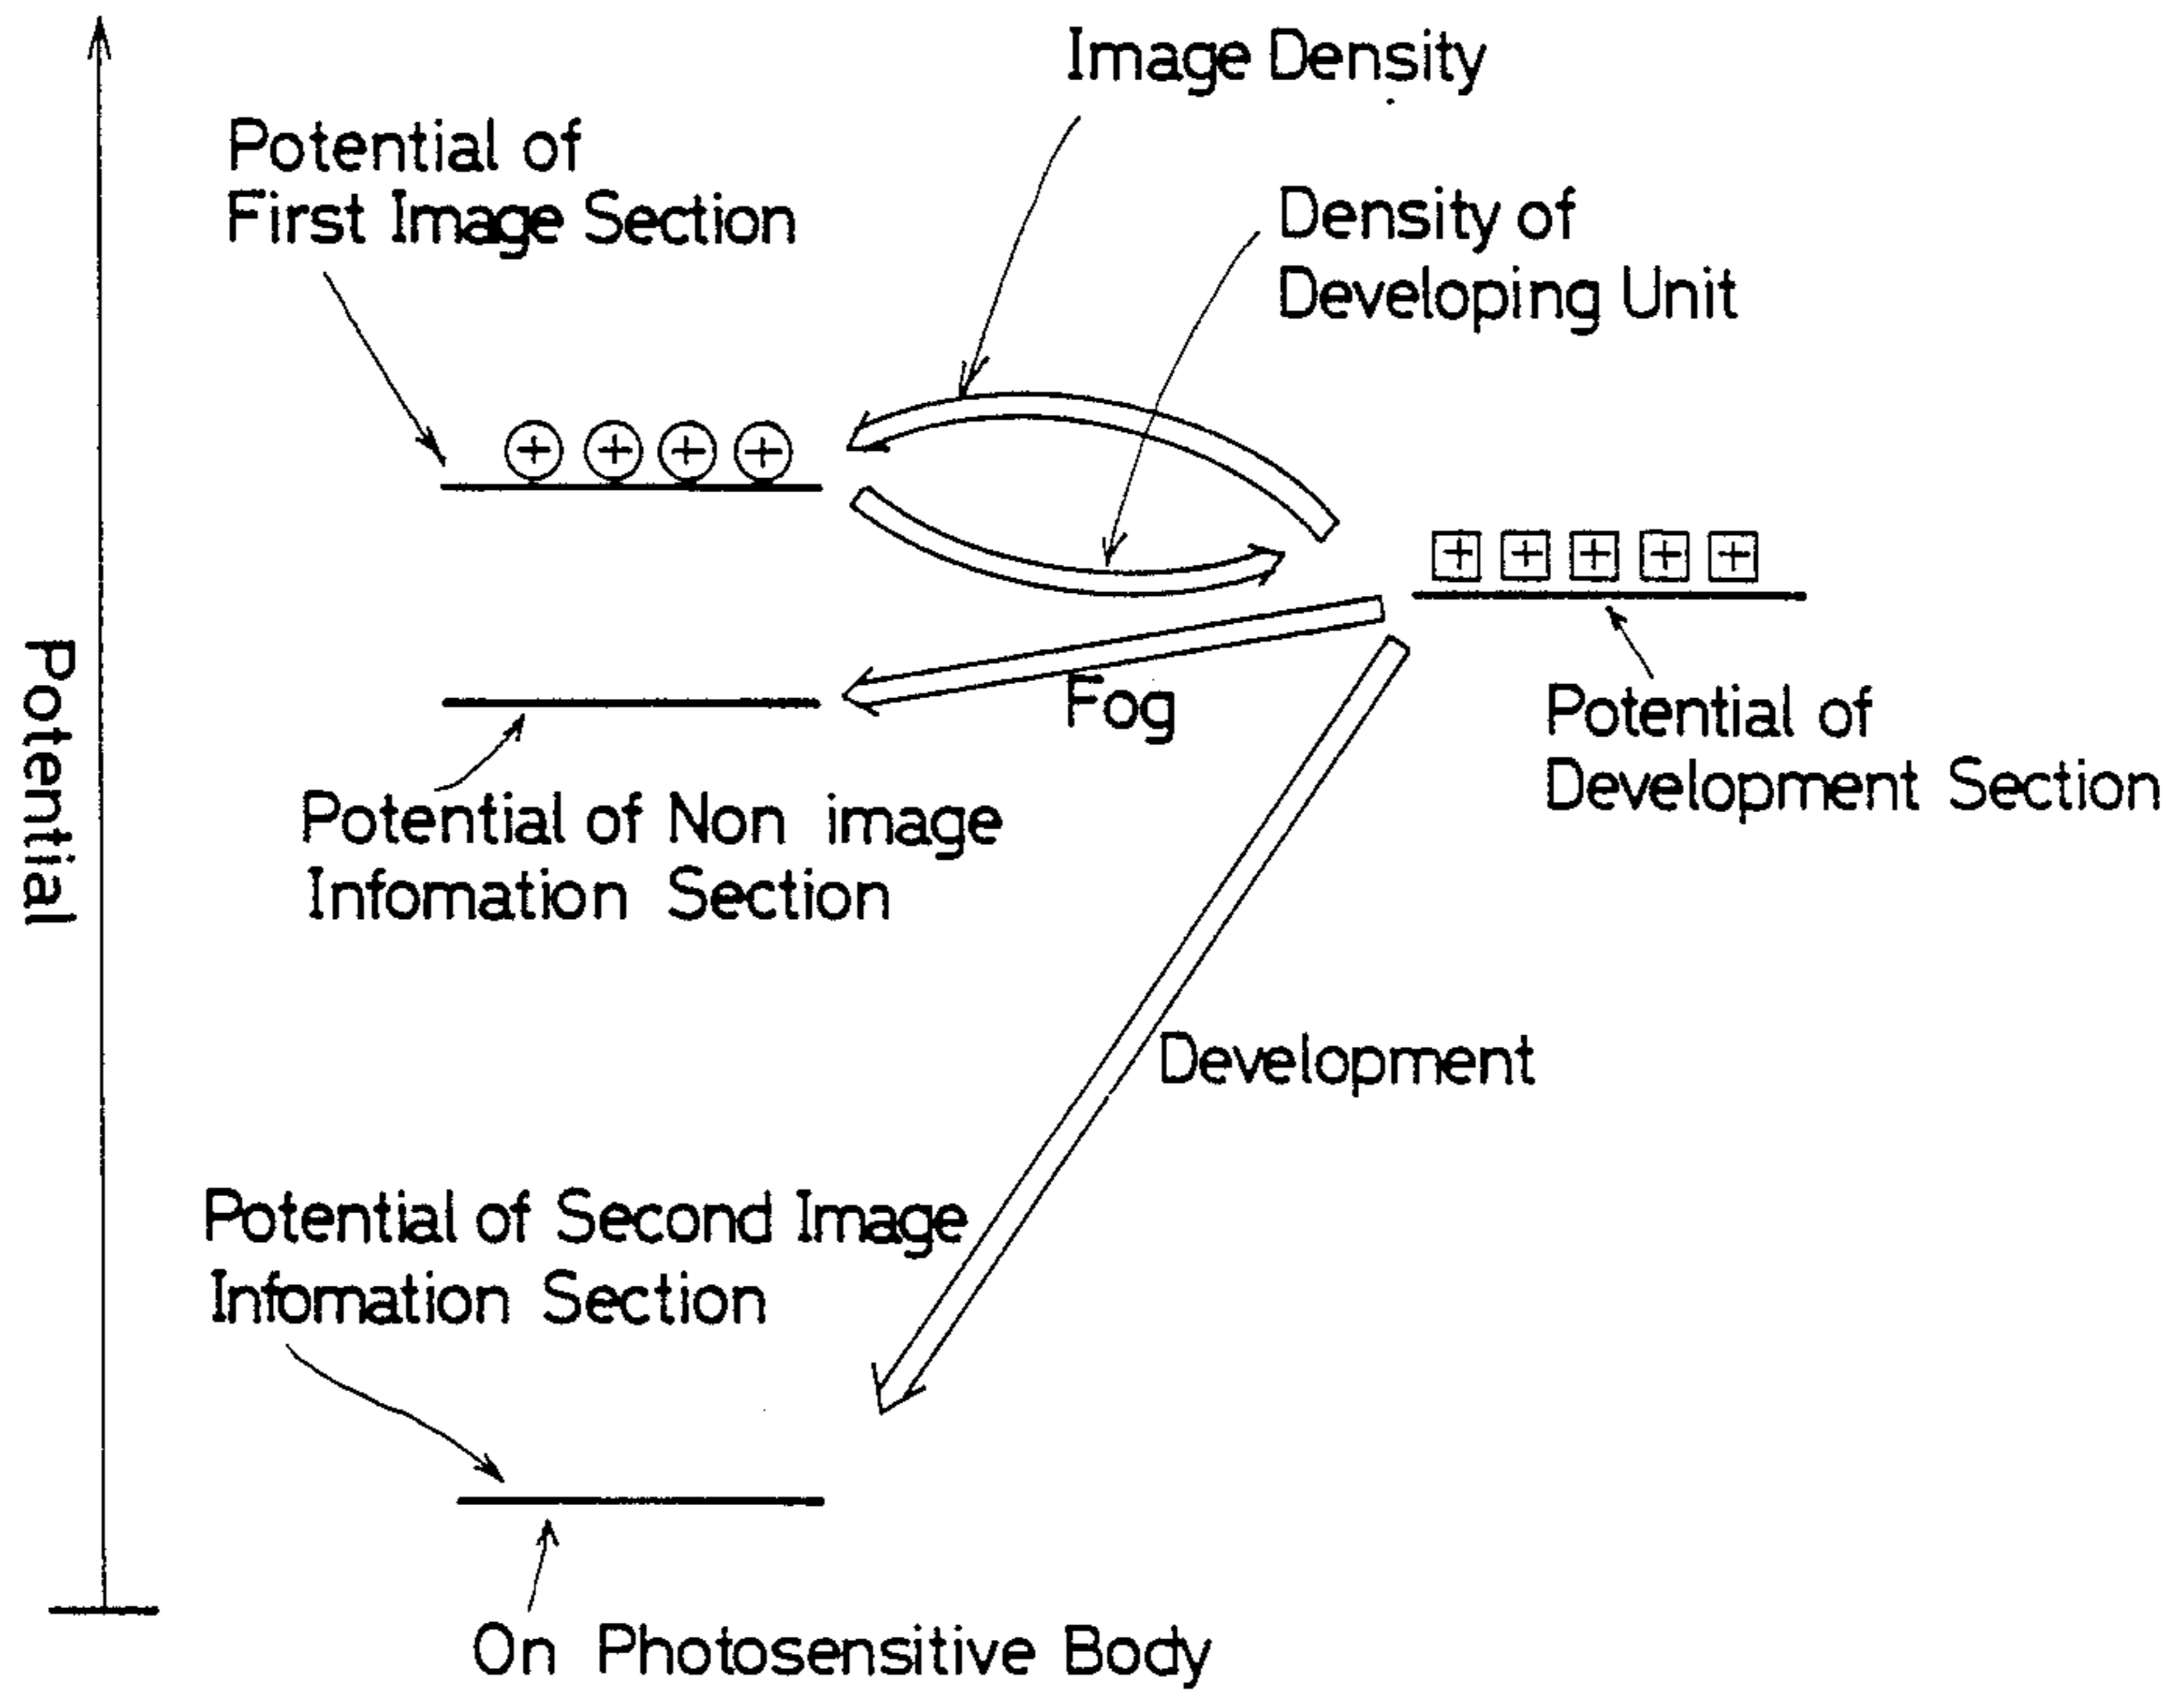 Image Density
Potential of
First Image Section
Density of
Developing Unit
Potential
Fog
Potential of
Development Section
Potential of Non image
Infomation Section
Development
Potential of Second Image
Infomation Section
On Photosensitive Body